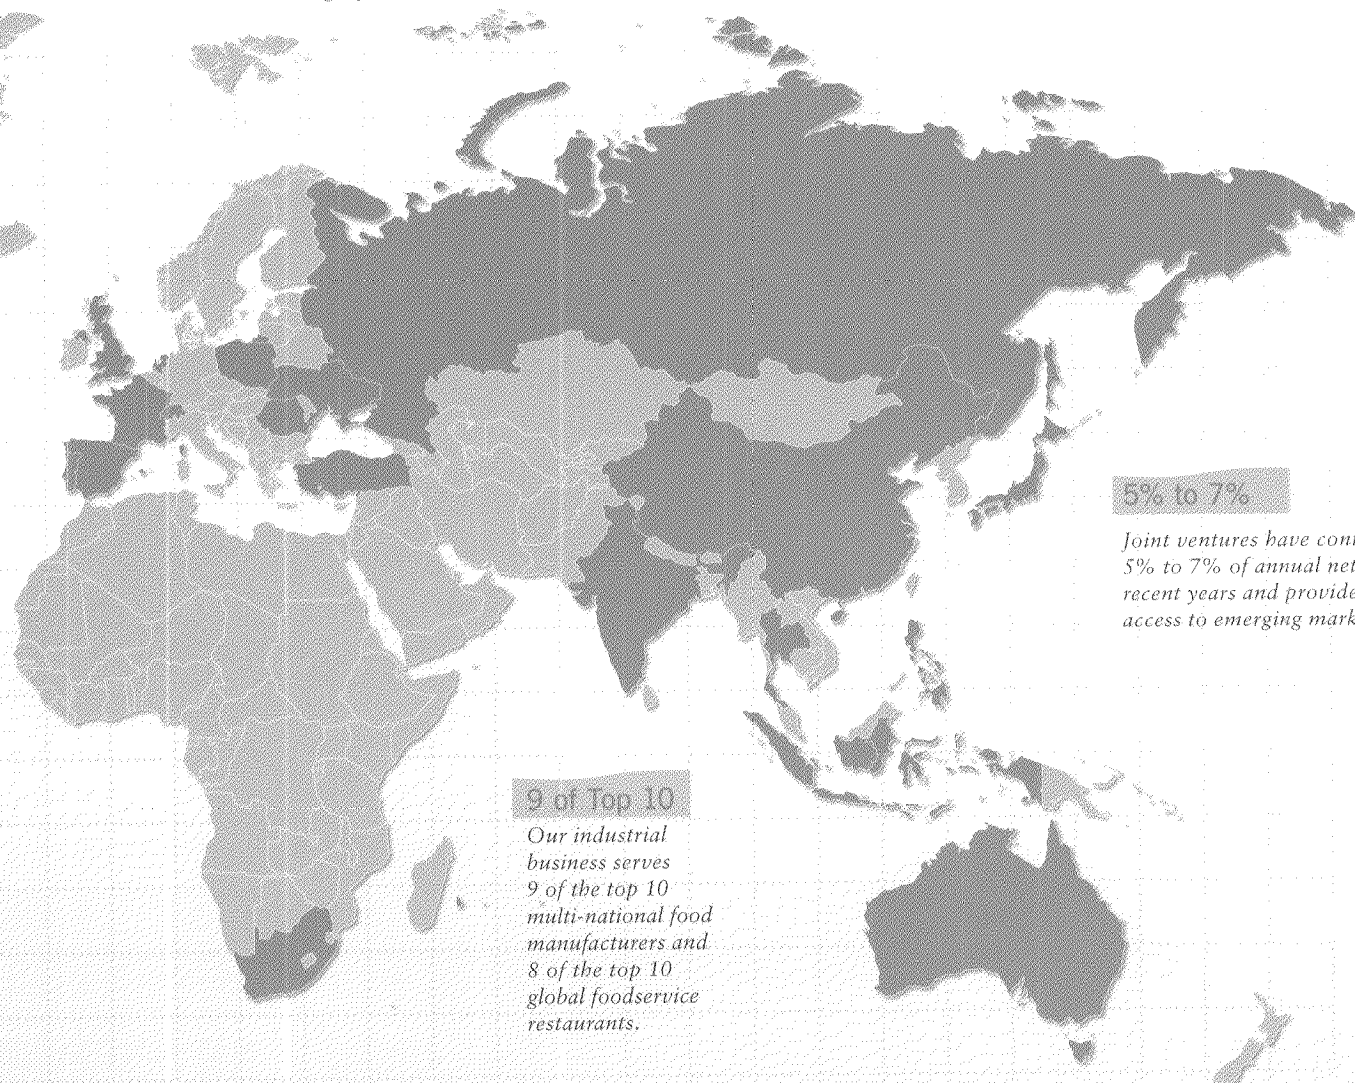 5% to 7%
Joint ventures have
5% to 7% of annual net
recent years and provide
access to emerging
9 of Top 10
Our industrial
business serves
9 of the top 10
multi-national food
manufacturers and
8 of the top 10
global foodservice
restaurants.